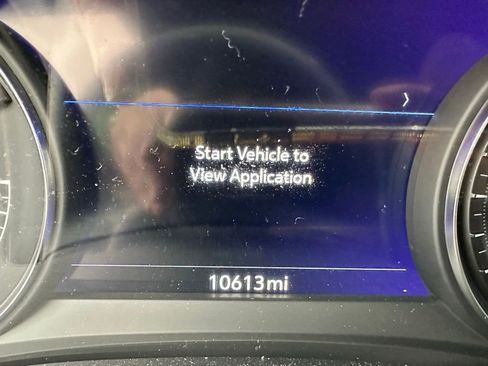 Start Vehicle to
View Application
10613mi